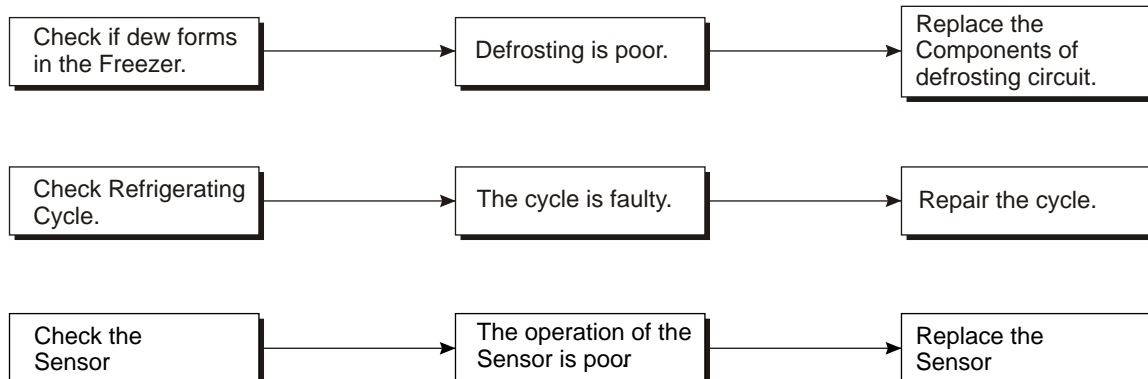 Check if dew forms
in the Freezer.
Defrosting is poor.
Replace the
Components of
defrosting circuit.
Check Refrigerating
Cycle.
The cycle is faulty.
Repair the cycle.
Check the
Sensor
The operation of the
Sensor is poor.
Replace the
Sensor